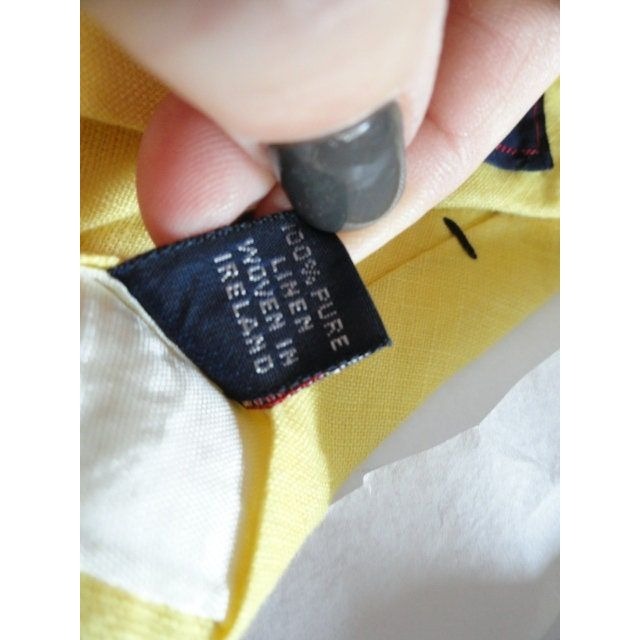 100% PURE
LINEN
WOVEN IN
IRELAND